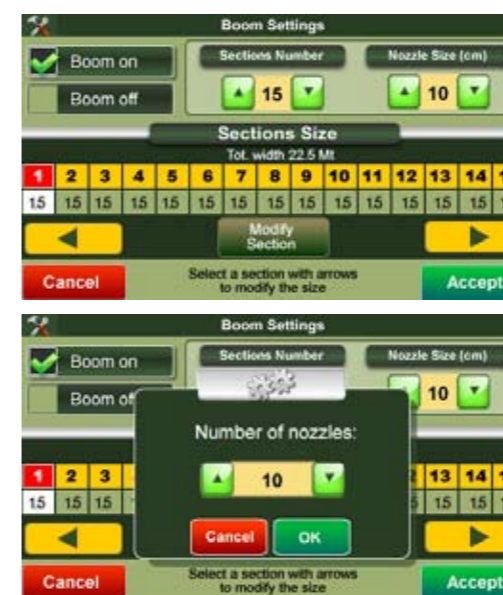 Boom Settings
Boom on
Sections Number
Nozzle Size (cm)
15
10
Boom off
Sections Size
Tot. width 22.5 Mt
1 2 3 4 5 6 7 8 9 10 11 12 13 14
15 15 15 15 15 15 15 15 15 15 15 15 15 15
Modify
Section
Cancel
Select a section with arrows
to modify the size
Accept
Boom Settings
Boom on
Sections Number
Nozzle Size (cm)
10
Boom
Number of nozzles:
1 2 3
10
13 14
15 15 15
15 15
Cancel
OK
Cancel
Select a section with arrows
to modify the size
Accept